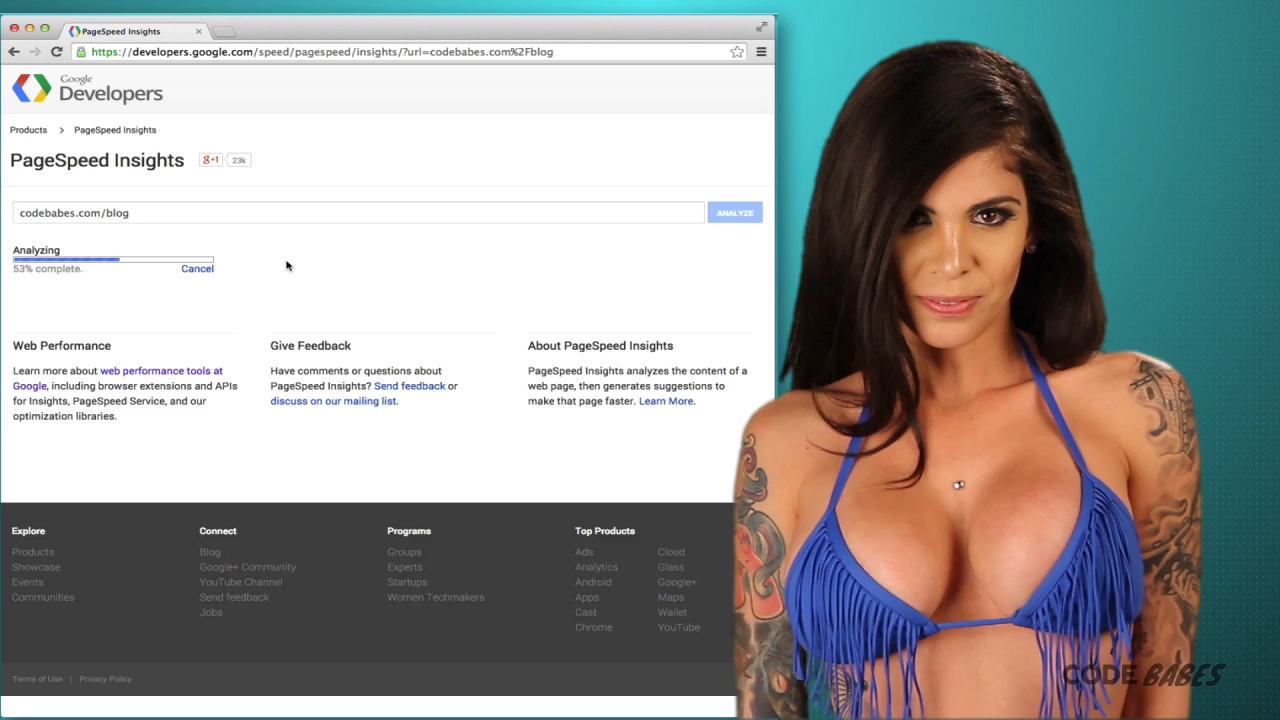 PageSpeed Insights
https://developers.google.com/speed/pagespeed/insights/?url=codebabes.com%2Fblog
Google
Developers
Products > PageSpeed Insights
PageSpeed Insights
g+1 23k
codebabes.com/blog
ANALYZE
Analyzing
53% complete.
Cancel
Web Performance
Learn more about web performance tools at
Google, including browser extensions and APIs
for Insights, PageSpeed Service, and our
optimization libraries.
Give Feedback
Have comments or questions about
PageSpeed Insights? Send feedback or
discuss on our mailing list.
About PageSpeed Insights
PageSpeed Insights analyzes the content of a
web page, then generates suggestions to
make that page faster. Learn More.
Explore
Products
Showcase
Events
Communities
Connect
Blog
Google+ Community
YouTube Channel
Send feedback
Jobs
Programs
Groups
Experts
Startups
Women Techmakers
Top Products
Ads
Analytics
Android
Apps
Cast
Chrome
Cloud
Glass
Google+
Maps
Wallet
YouTube
Terms of Use | Privacy Policy
CODE BABES